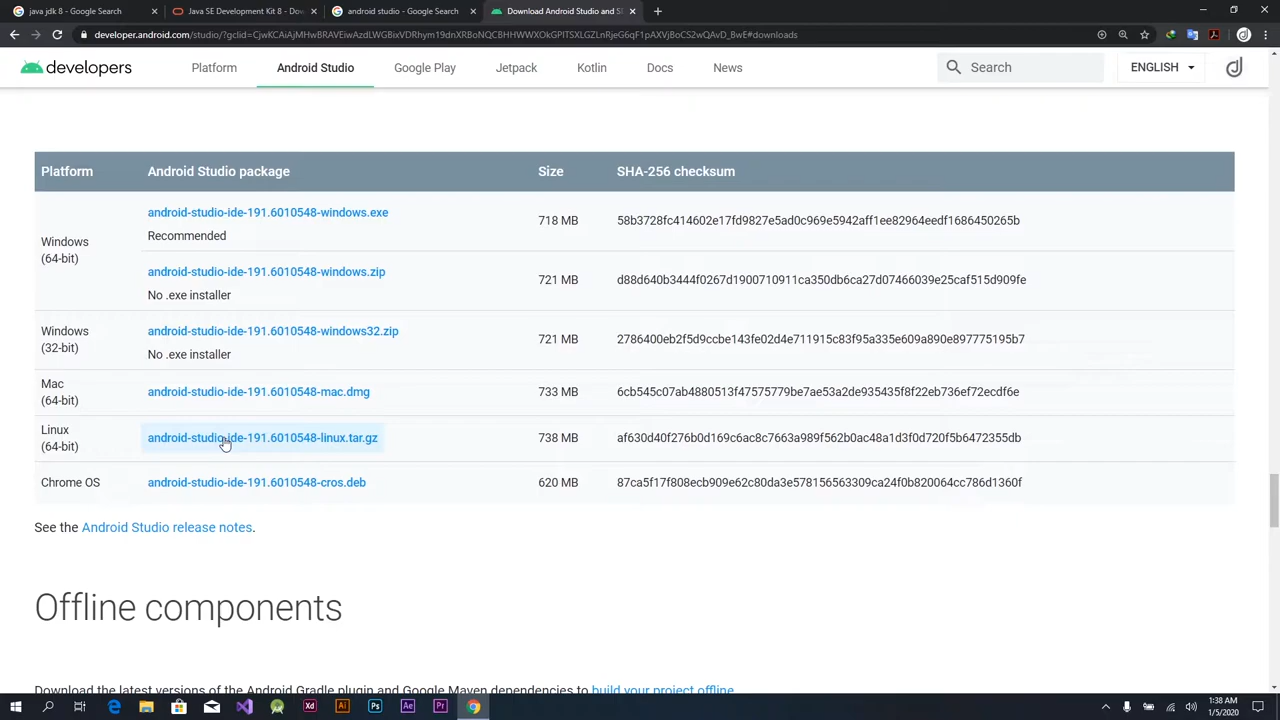 java jdk 8 - Google Search
Java SE Development Kit 8 - Dow
android studio - Google Search
Download Android Studio and S
developer.android.com/studio/?gclid=CjwKCAiAjMHwBRAVEiwAzdLWGBixVDRhym19dnXRBoNQCBHHWWXOkGPITSXLGZLnRjeG6qF1pAXVjBoCS2wQAvD_BwE#downloads
developers
Platform
Android Studio
Google Play
Jetpack
Kotlin
Docs
News
Search
ENGLISH
Platform Android Studio package Size SHA-256 checksum
Windows
(64-bit)
android-studio-ide-191.6010548-windows.exe
Recommended
718 MB
58b3728fc414602e17fd9827e5ad0c969e5942aff1ee82964eedf1686450265b
android-studio-ide-191.6010548-windows.zip
No .exe installer
721 MB
d88d640b3444f0267d1900710911ca350db6ca27d07466039e25caf515d909fe
Windows
(32-bit)
android-studio-ide-191.6010548-windows32.zip
No .exe installer
721 MB
2786400eb2f5d9ccbe143fe02d4e711915c83f95a335e609a890e897775195b7
Mac
(64-bit)
android-studio-ide-191.6010548-mac.dmg
733 MB
6cb545c07ab4880513f47575779be7ae53a2de935435f8f22eb736ef72ecdf6e
Linux
(64-bit)
android-studio-ide-191.6010548-linux.tar.gz
738 MB
af630d40f276b0d169c6ac8c7663a989f562b0ac48a1d3f0d720f5b6472355db
Chrome OS
android-studio-ide-191.6010548-cros.deb
620 MB
87ca5f17f808ecb909e62c80da3e578156563309ca24f0b820064cc786d1360f
See the Android Studio release notes.
Offline components
Download the latest versions of the Android Gradle plugin and Google Maven dependencies to build your project offline
Xd
Ai
Ps
Ae
Pr
1:38 AM
1/5/2020